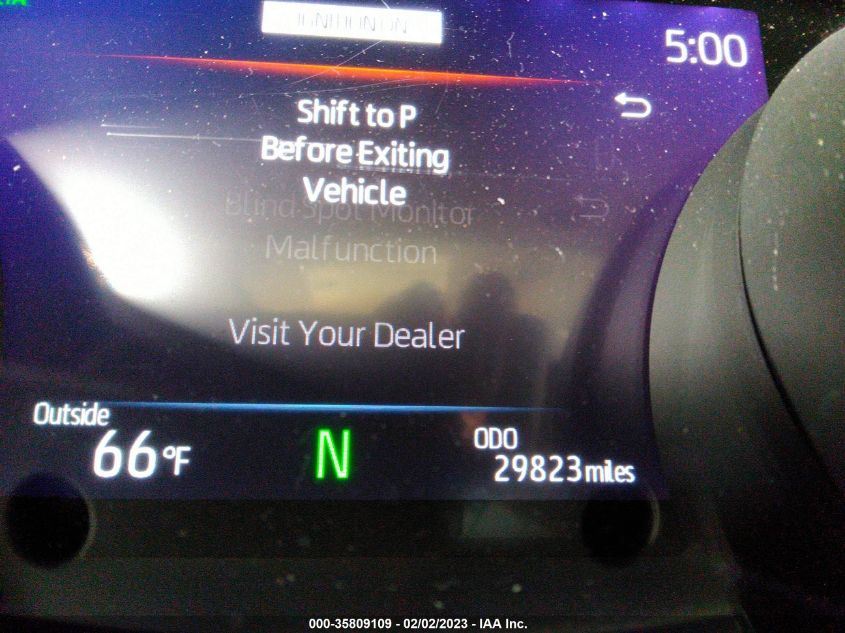 IGNITION ON
5:00
Shift to P
Before Exiting
Vehicle
Blind Spot Monitor
Malfunction
Visit Your Dealer
Outside
66°F
N
ODO
29823 miles
000-35809109 - 02/02/2023 - IAA Inc.